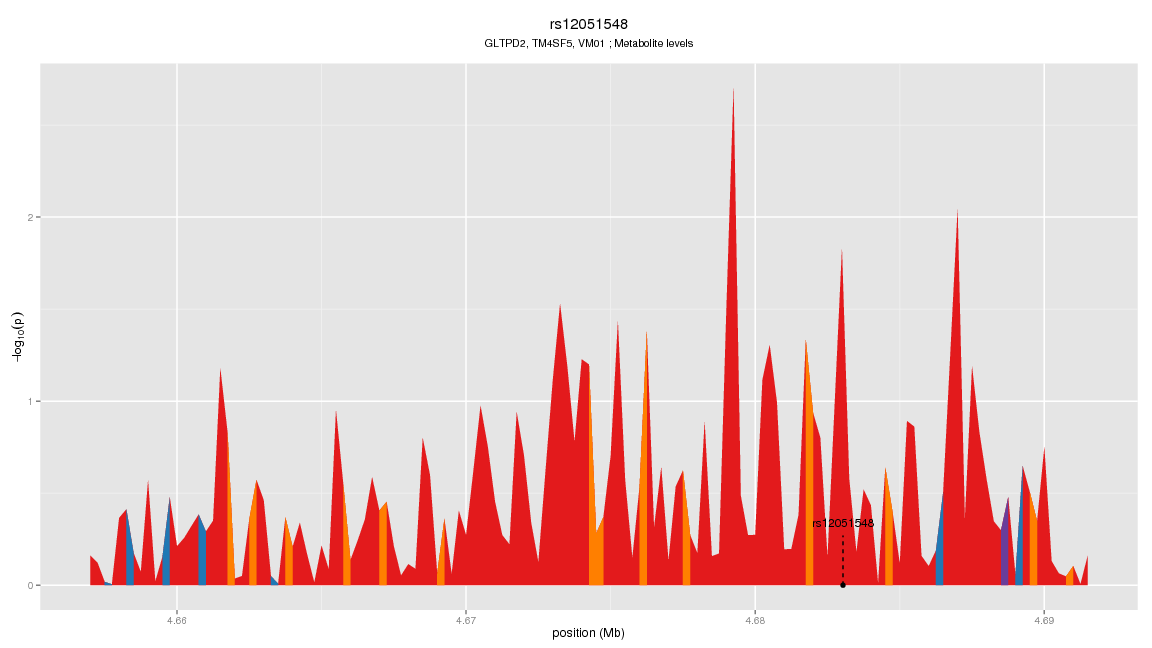 rs12051548
GLTPD2, TM4SF5, VM01 ; Metabolite levels
−log10(p)
2
1
0
rs12051548
4.66 4.67 4.68 4.69
position (Mb)